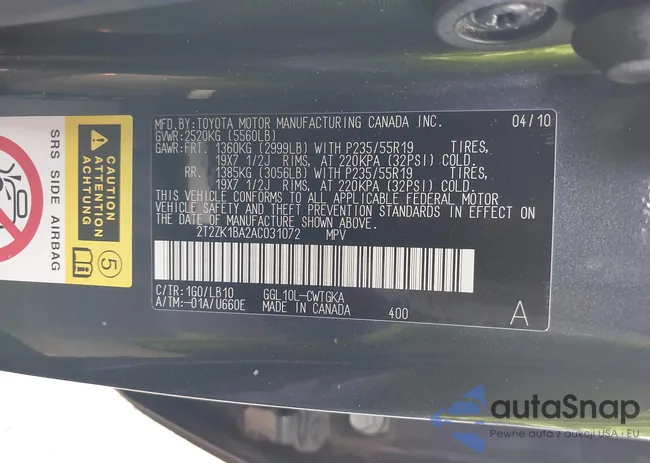 SRS SIDE AIRBAG
CAUTION
ACHTUNG
5
MFD.BY:TOYOTA MOTOR MANUFACTURING CANADA INC. 04/10
GVWR:2520KG (5560LB)
GAWR:FRT. 1360KG (2999LB) WITH P235/55R19 TIRES,
19X7 1/2J RIMS, AT 220KPA (32PSI) COLD.
RR. 1385KG (3056LB) WITH P235/55R19 TIRES,
19X7 1/2J RIMS, AT 220KPA (32PSI) COLD.
THIS VEHICLE CONFORMS TO ALL APPLICABLE FEDERAL MOTOR
VEHICLE SAFETY AND THEFT PREVENTION STANDARDS IN EFFECT ON
THE DATE OF MANUFACTURE SHOWN ABOVE.
2T2ZK1BA2AC031072 MPV
C/TR:1G0/LB10 GGL10L-CWTGKA
A/TM:-01A/U660E MADE IN CANADA 400 A
autaSnap
Pewne auta z aukcji USA i EU